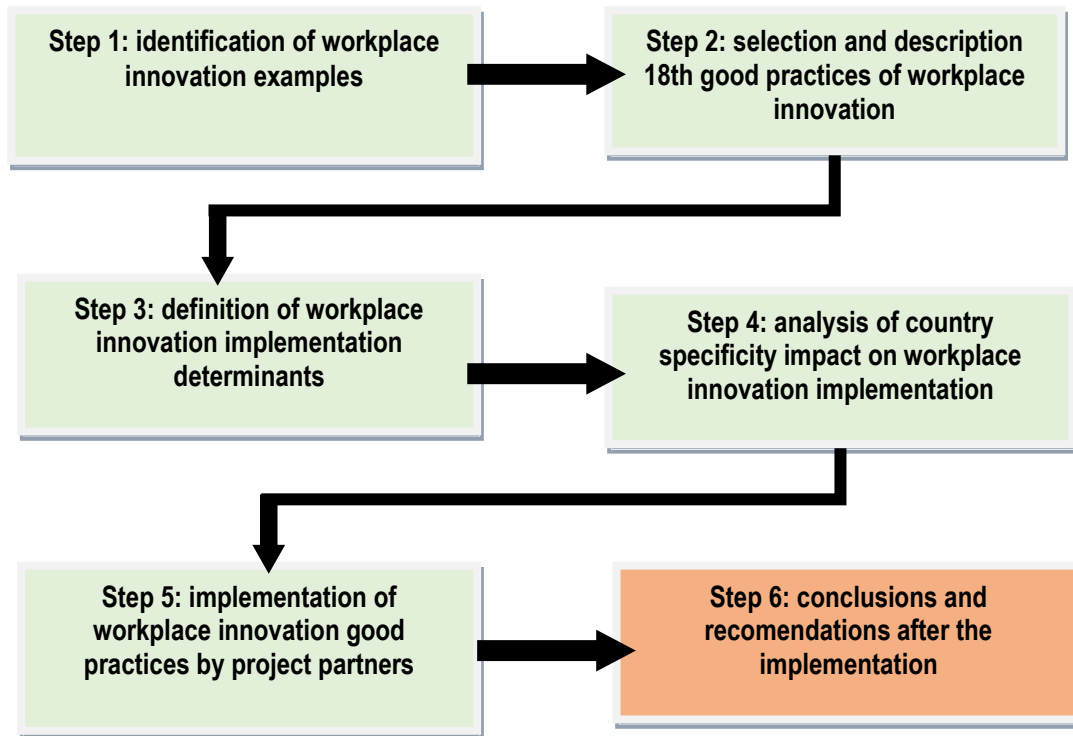 Step 1: identification of workplace
innovation examples
Step 2: selection and description
18th good practices of workplace
innovation
Step 3: definition of workplace
innovation implementation
determinants
Step 4: analysis of country
specificity impact on workplace
innovation implementation
Step 5: implementation of
workplace innovation good
practices by project partners
Step 6: conclusions and
recomendations after the
implementation